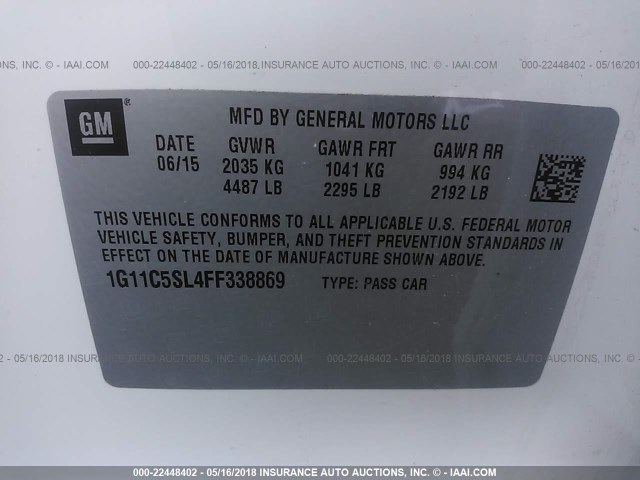 AUCTIONS, INC. - © IAAI.COM 000-22448402 - 05/16/2018 INSURANCE AUTO AUCTIONS, INC. - © IAAI.COM
GM®
MFD BY GENERAL MOTORS LLC
DATE GVWR GAWR FRT GAWR RR
06/15 2035 KG 1041 KG 994 KG
4487 LB 2295 LB 2192 LB
THIS VEHICLE CONFORMS TO ALL APPLICABLE U.S. FEDERAL MOTOR
VEHICLE SAFETY, BUMPER, AND THEFT PREVENTION STANDARDS IN
EFFECT ON THE DATE OF MANUFACTURE SHOWN ABOVE.
1G11C5SL4FF338869 TYPE: PASS CAR
000-22448402 - 05/16/2018 INSURANCE AUTO AUCTIONS, INC. - © IAAI.COM 000-22448402 - 05/16/2018
000-22448402 - 05/16/2018 INSURANCE AUTO AUCTIONS, INC. - © IAAI.COM